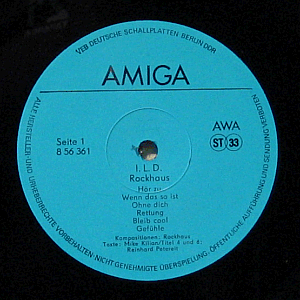 VEB DEUTSCHE SCHALLPLATTEN BERLIN DDR
AMIGA
Seite 1
8 56 361
AWA
ST 33
I. L. D.
Rockhaus
Hör zu
Wenn das so ist
Ohne dich
Rettung
Bleib cool
Gefühle
Kompositionen: Rockhaus
Texte: Mike Kilian/Titel 4 und 6:
Reinhard Petereit
ALLE HERSTELLER- UND URHEBERRECHTE VORBEHALTEN · NICHT GENEHMIGTE ÜBERSPIELUNG, ÖFFENTLICHE AUFFÜHRUNG UND SENDUNG VERBOTEN